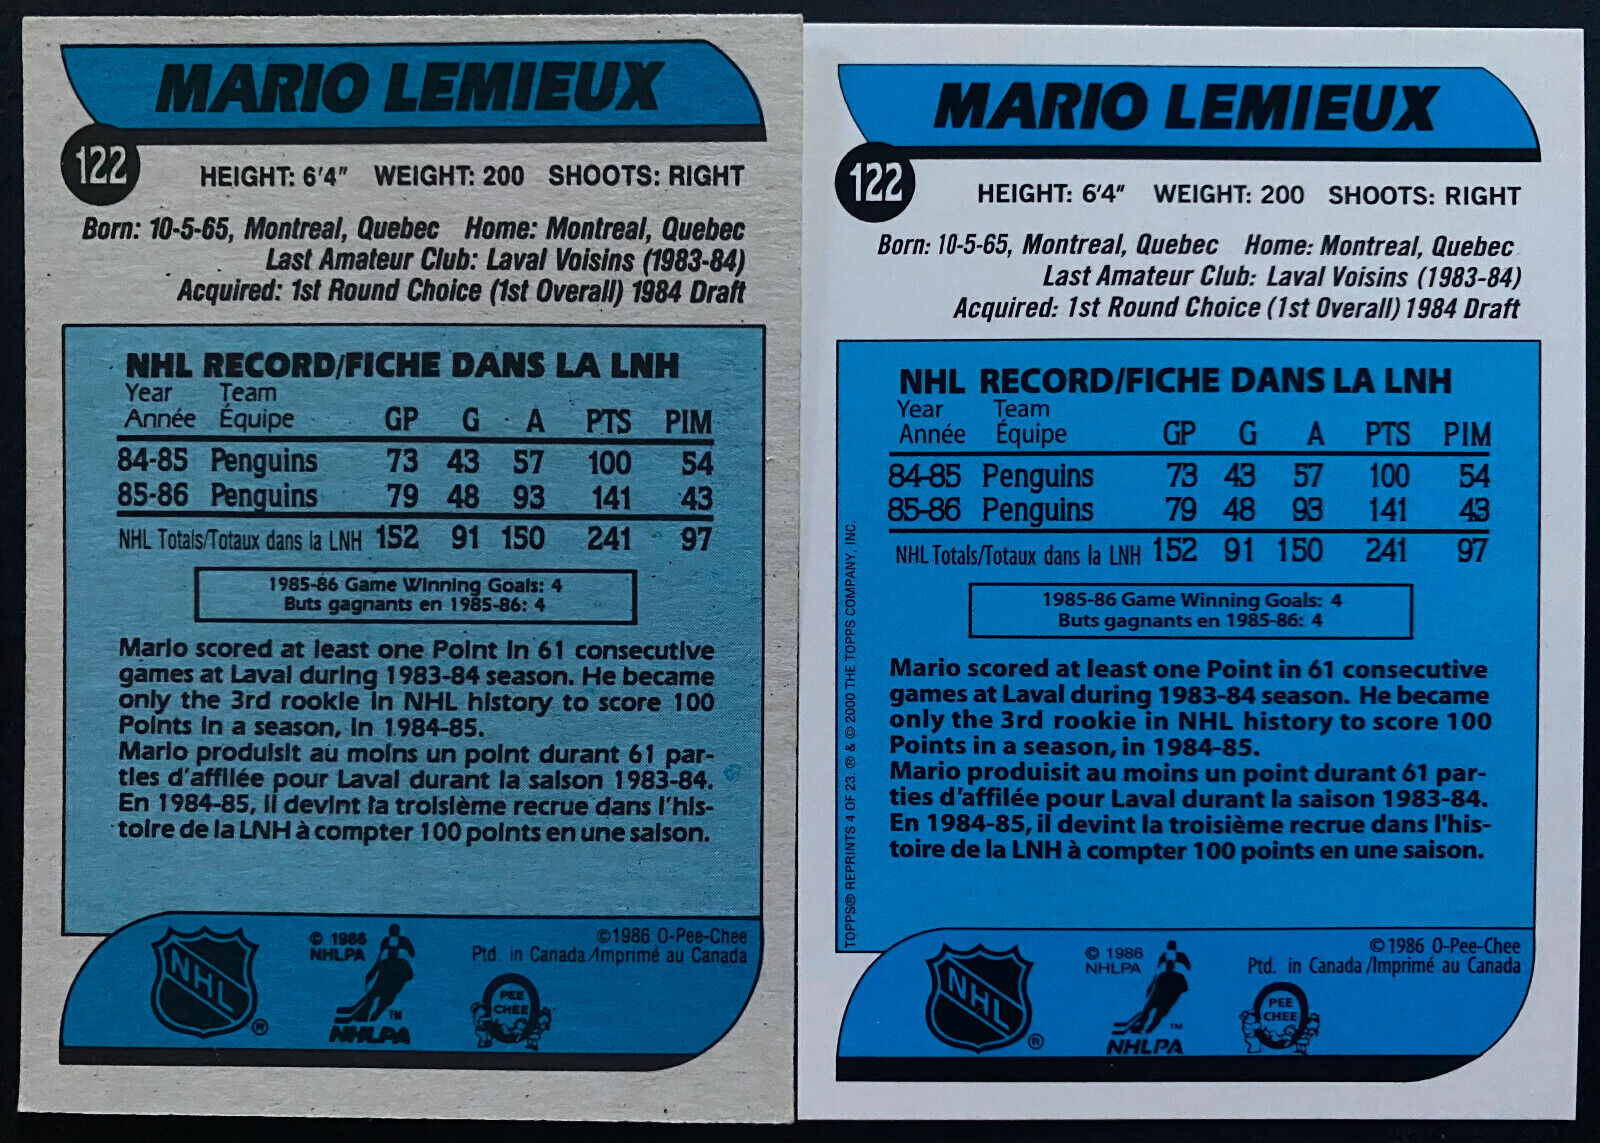 MARIO LEMIEUX
122
HEIGHT: 6'4" WEIGHT: 200 SHOOTS: RIGHT
Born: 10-5-65, Montreal, Quebec Home: Montreal, Quebec
Last Amateur Club: Laval Voisins (1983-84)
Acquired: 1st Round Choice (1st Overall) 1984 Draft
NHL RECORD/FICHE DANS LA LNH
Year Team
Année Équipe GP G A PTS PIM
84-85 Penguins 73 43 57 100 54
85-86 Penguins 79 48 93 141 43
NHL Totals/Totaux dans la LNH 152 91 150 241 97
1985-86 Game Winning Goals: 4
Buts gagnants en 1985-86: 4
Mario scored at least one Point in 61 consecutive
games at Laval during 1983-84 season. He became
only the 3rd rookie in NHL history to score 100
Points in a season, in 1984-85.
Mario produisit au moins un point durant 61 par-
ties d'affilée pour Laval durant la saison 1983-84.
En 1984-85, il devint la troisième recrue dans l'his-
toire de la LNH à compter 100 points en une saison.
NHL
®
© 1986
NHLPA
TM
NHLPA
©1986 O-Pee-Chee
Ptd. in Canada/Imprimé au Canada
PEE
CHEE
MARIO LEMIEUX
122
HEIGHT: 6'4" WEIGHT: 200 SHOOTS: RIGHT
Born: 10-5-65, Montreal, Quebec Home: Montreal, Quebec
Last Amateur Club: Laval Voisins (1983-84)
Acquired: 1st Round Choice (1st Overall) 1984 Draft
NHL RECORD/FICHE DANS LA LNH
Year Team
Année Équipe GP G A PTS PIM
84-85 Penguins 73 43 57 100 54
85-86 Penguins 79 48 93 141 43
NHL Totals/Totaux dans la LNH 152 91 150 241 97
1985-86 Game Winning Goals: 4
Buts gagnants en 1985-86: 4
Mario scored at least one Point in 61 consecutive
games at Laval during 1983-84 season. He became
only the 3rd rookie in NHL history to score 100
Points in a season, in 1984-85.
Mario produisit au moins un point durant 61 par-
ties d'affilée pour Laval durant la saison 1983-84.
En 1984-85, il devint la troisième recrue dans l'his-
toire de la LNH à compter 100 points en une saison.
TOPPS® REPRINTS 4 OF 23 ® & © 2000 THE TOPPS COMPANY, INC.
NHL
®
© 1986
NHLPA
TM
NHLPA
©1986 O-Pee-Chee
Ptd. in Canada/Imprimé au Canada
PEE
CHEE